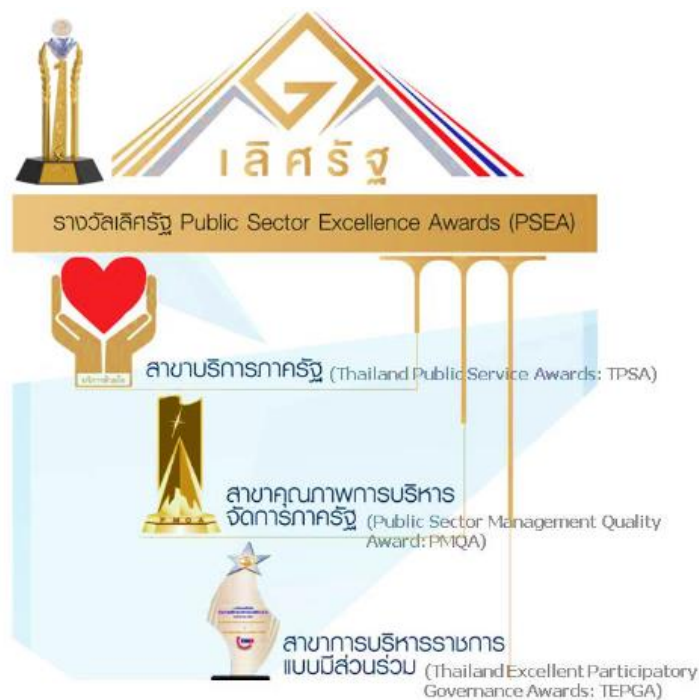 เลิศรัฐ
รางวัลเลิศรัฐ Public Sector Excellence Awards (PSEA)
สาขาบริการภาครัฐ (Thailand Public Service Awards: TPSA)
PMQA
สาขาคุณภาพการบริหาร
จัดการภาครัฐ (Public Sector Management Quality
Award: PMQA)
สาขาการบริหารราชการ
แบบมีส่วนร่วม (Thailand Excellent Participatory
Governance Awards: TEPGA)